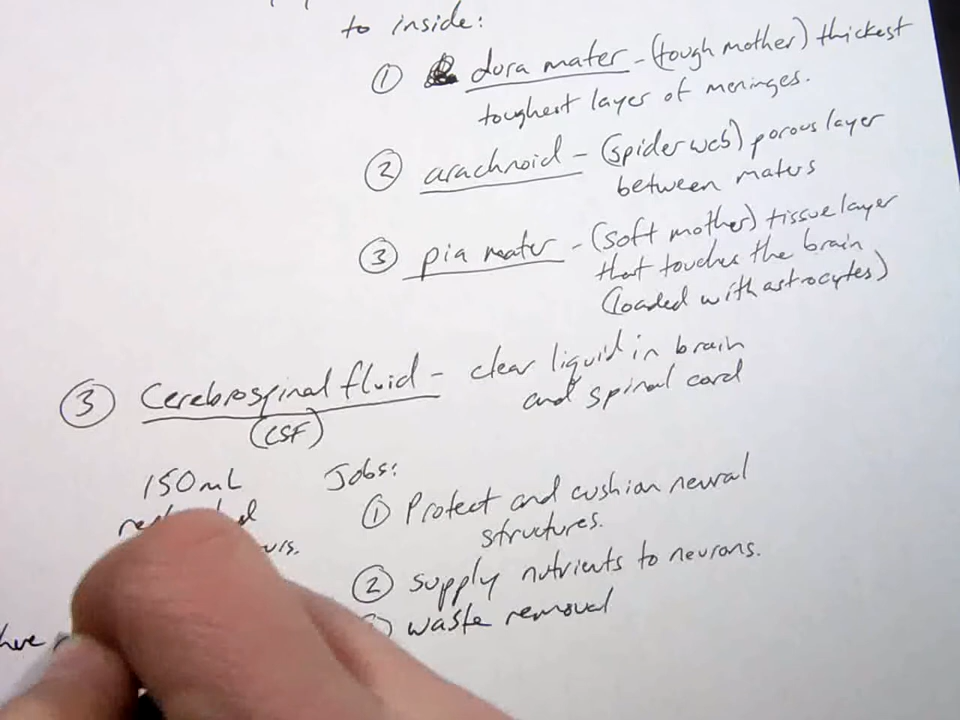 to inside:
① dura mater - (tough mother) thickest
toughest layer of meninges.
② arachnoid - (spider web) porous layer
between maters
③ pia mater - (soft mother) tissue layer
that touches the brain
(loaded with astrocytes)
③ Cerebrospinal fluid - clear liquid in brain
and spinal cord
(CSF)
150mL
Jobs:
① Protect and cushion neural
structures.
② supply nutrients to neurons.
waste removal